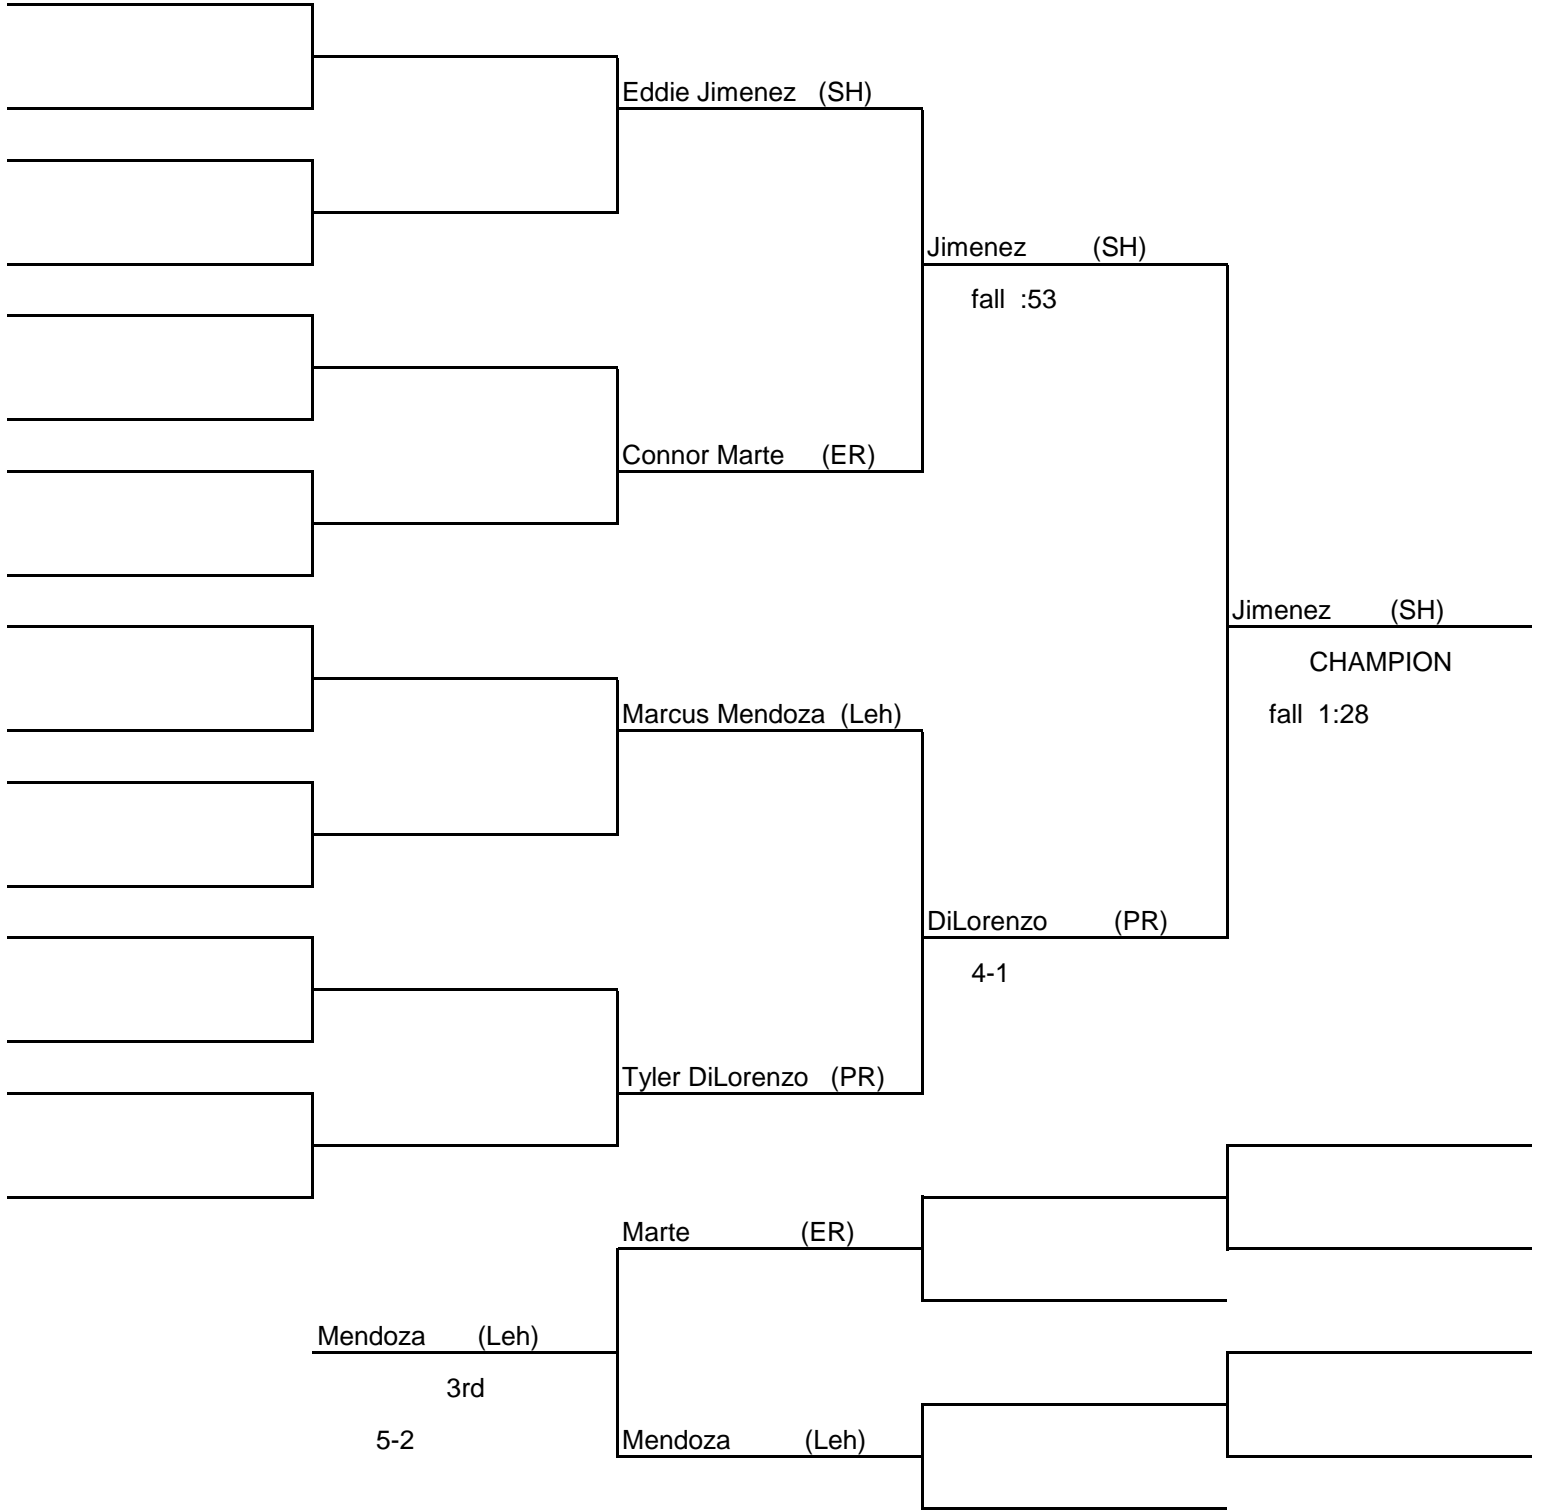 Eddie Jimenez (SH)
Jimenez (SH)
fall :53
Connor Marte (ER)
Jimenez (SH)
CHAMPION
Marcus Mendoza (Leh)
fall 1:28
DiLorenzo (PR)
4-1
Tyler DiLorenzo (PR)
Marte (ER)
Mendoza (Leh)
3rd
5-2
Mendoza (Leh)